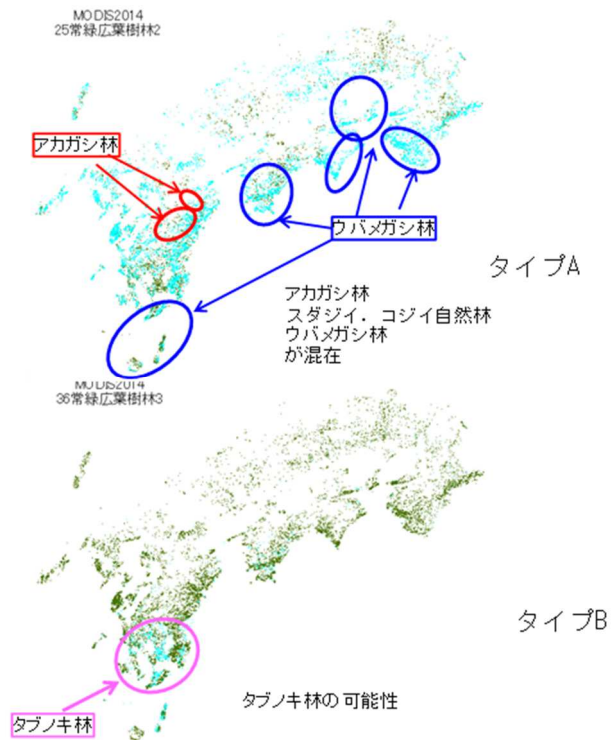 MODIS2014
25常緑広葉樹林2
アカガシ林
ウバメガシ林
タイプA
アカガシ林
スダジイ．コジイ自然林
ウバメガシ林
が混在
MODIS2014
36常緑広葉樹林3
タイプB
タブノキ林の可能性
タブノキ林